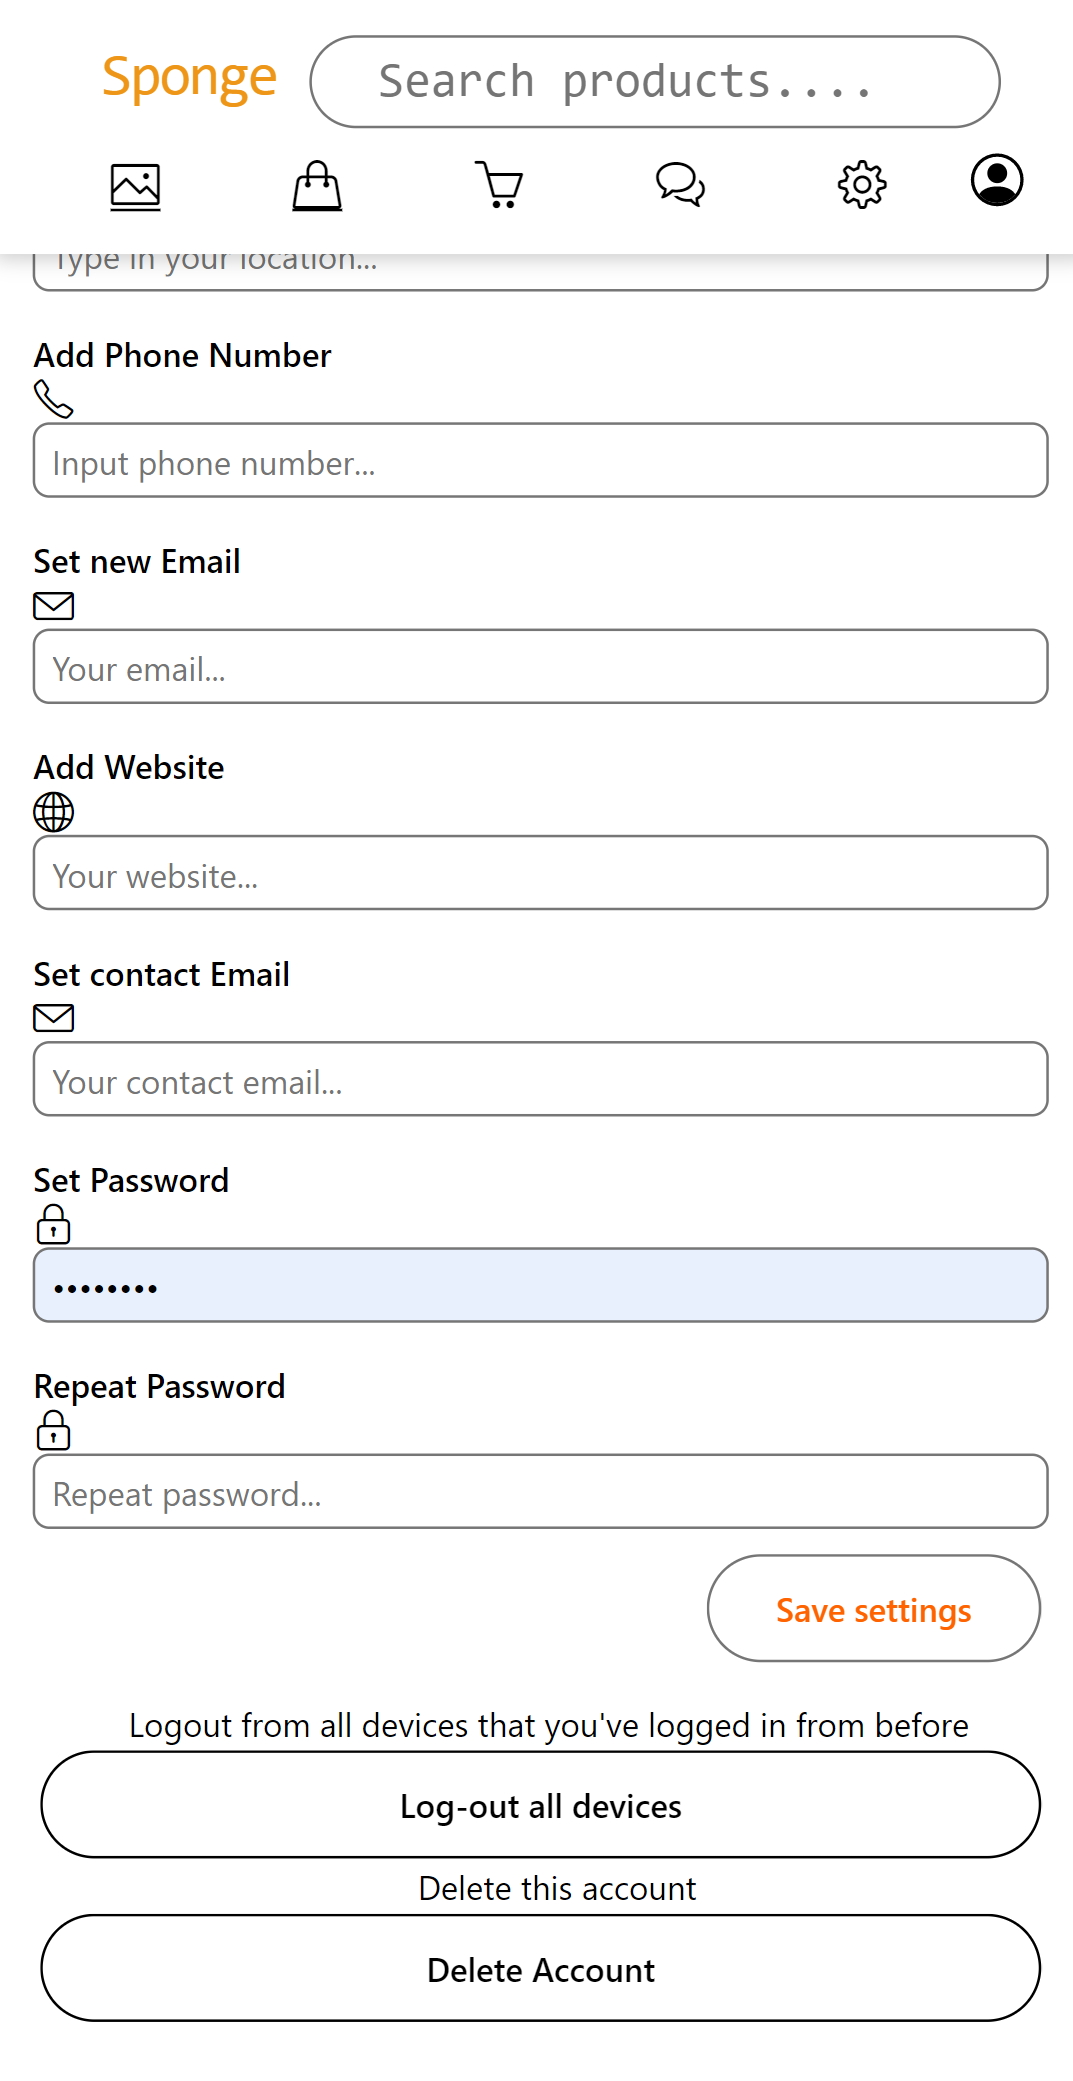 Sponge
Search products....
Type in your location...
Add Phone Number
Input phone number...
Set new Email
Your email...
Add Website
Your website...
Set contact Email
Your contact email...
Set Password
••••••••
Repeat Password
Repeat password...
Save settings
Logout from all devices that you've logged in from before
Log-out all devices
Delete this account
Delete Account